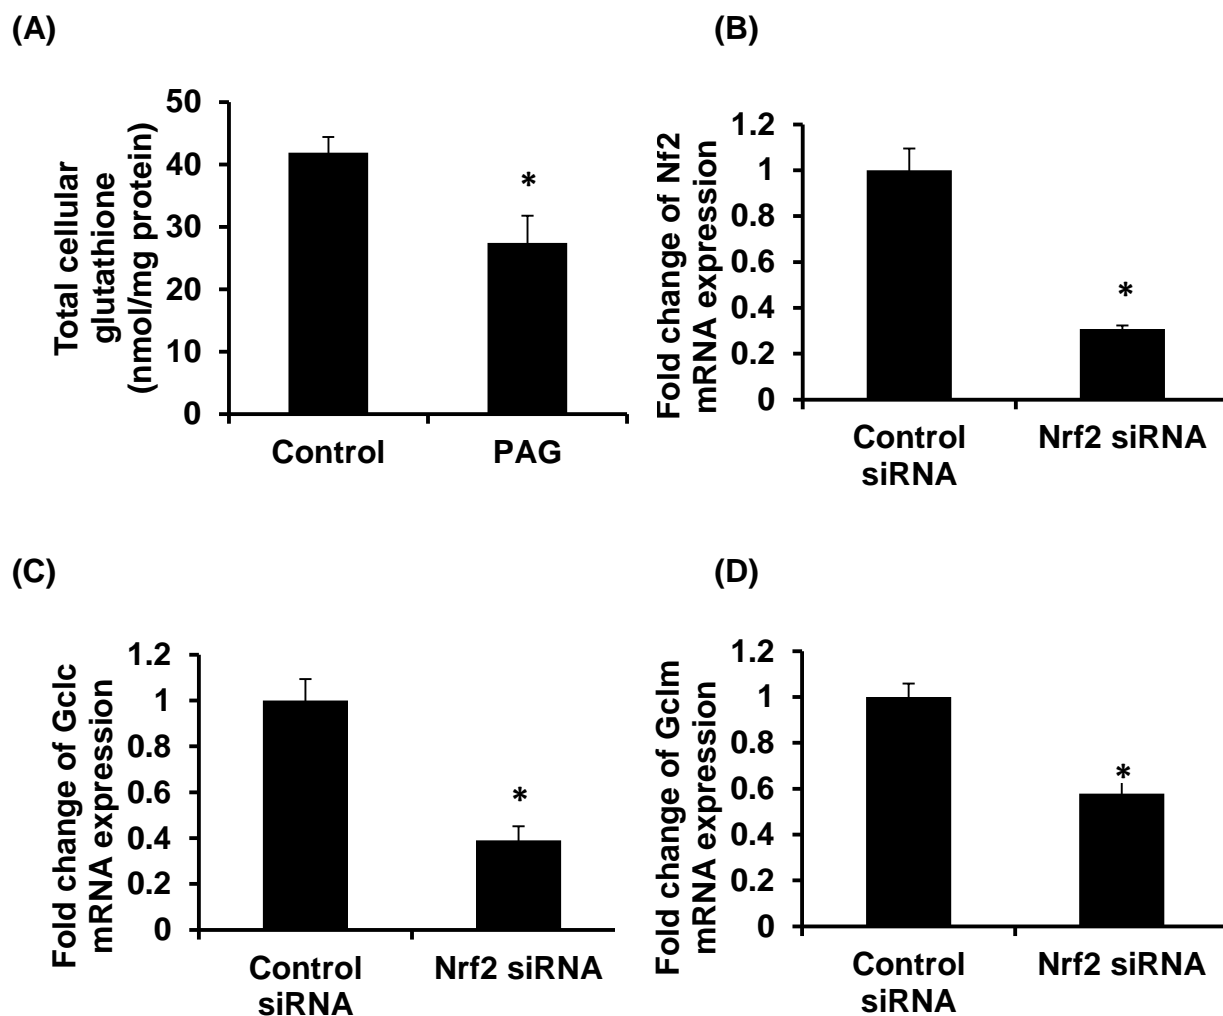 (A)
Total cellular
glutathione
(nmol/mg protein)
50
40
30
20
10
0
*
Control
PAG
(B)
Fold change of Nf2
mRNA expression
1.2
1
0.8
0.6
0.4
0.2
0
*
Control
siRNA
Nrf2 siRNA
(C)
Fold change of Gclc
mRNA expression
1.2
1
0.8
0.6
0.4
0.2
0
*
Control
siRNA
Nrf2 siRNA
(D)
Fold change of Gclm
mRNA expression
1.2
1
0.8
0.6
0.4
0.2
0
*
Control
siRNA
Nrf2 siRNA